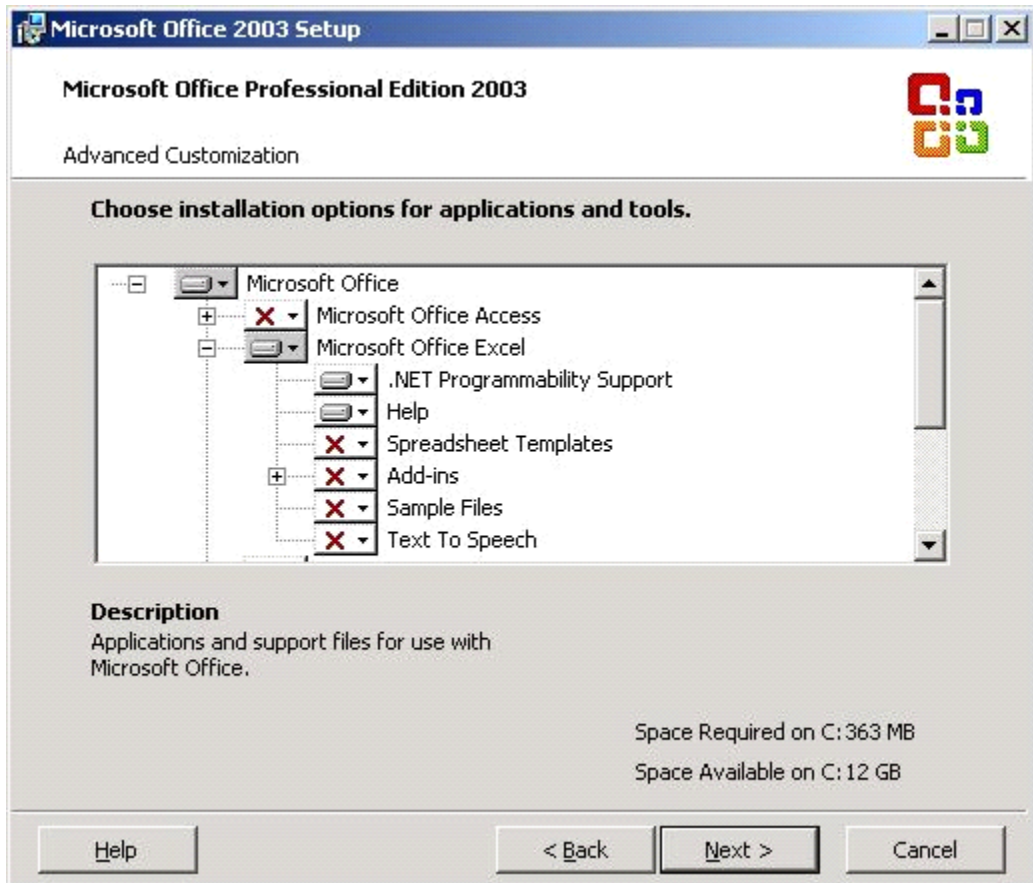 Microsoft Office 2003 Setup
Microsoft Office Professional Edition 2003
Advanced Customization
Choose installation options for applications and tools.
Microsoft Office
Microsoft Office Access
Microsoft Office Excel
.NET Programmability Support
Help
Spreadsheet Templates
Add-ins
Sample Files
Text To Speech
Description
Applications and support files for use with
Microsoft Office.
Space Required on C: 363 MB
Space Available on C: 12 GB
Help < Back Next > Cancel